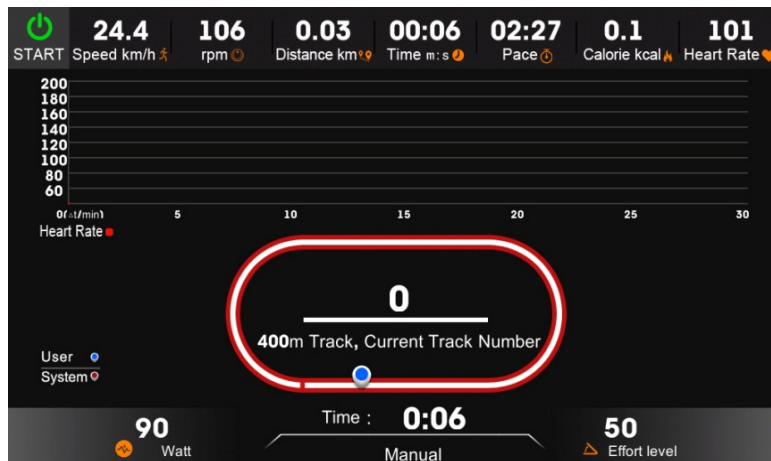 24.4 106 0.03 00:06 02:27 0.1 101
START Speed km/h rpm Distance km Time m:s Pace Calorie kcal Heart Rate
200
180
160
140
120
100
80
60
0(△t/min) 5 10 15 20 25 30
Heart Rate
0
400m Track, Current Track Number
User
System
Time : 0:06
90 50
Watt Manual Effort level